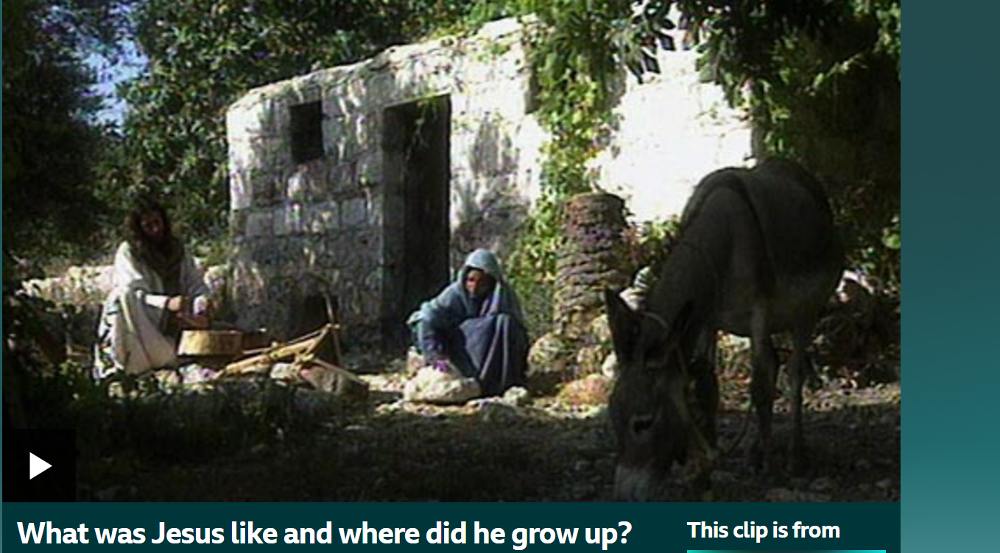 What was Jesus like and where did he grow up?
This clip is from